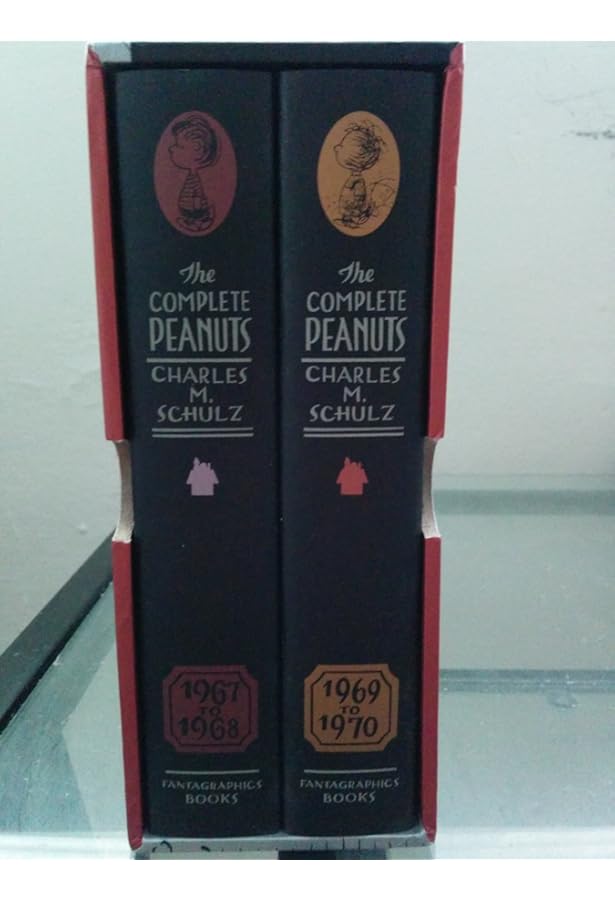 The
COMPLETE
PEANUTS
CHARLES
M.
SCHULZ
1967
TO
1968
FANTAGRAPHICS
BOOKS
The
COMPLETE
PEANUTS
CHARLES
M.
SCHULZ
1969
TO
1970
FANTAGRAPHICS
BOOKS